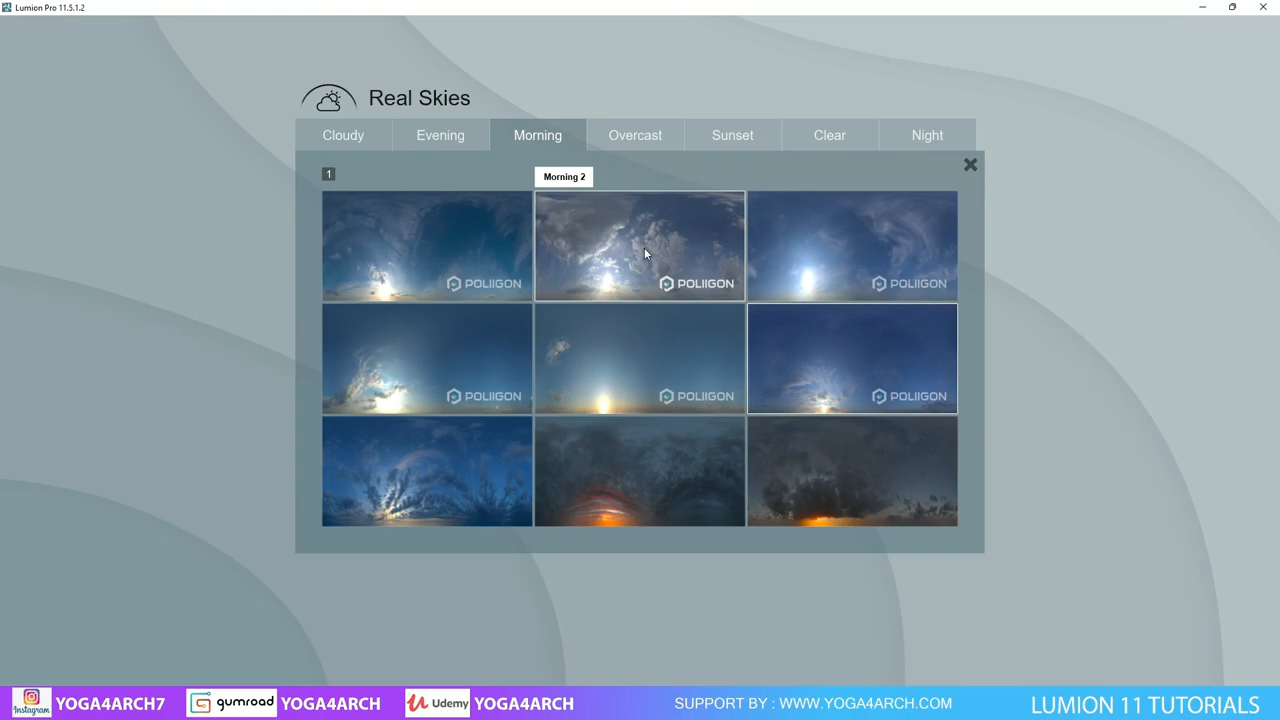 Lumion Pro 11.5.1.2
Real Skies
Cloudy Evening Morning Overcast Sunset Clear Night
1
Morning 2
POLIIGON POLIIGON POLIIGON
POLIIGON POLIIGON POLIIGON
Instagram YOGA4ARCH7 gumroad YOGA4ARCH Udemy YOGA4ARCH SUPPORT BY : WWW.YOGA4ARCH.COM LUMION 11 TUTORIALS